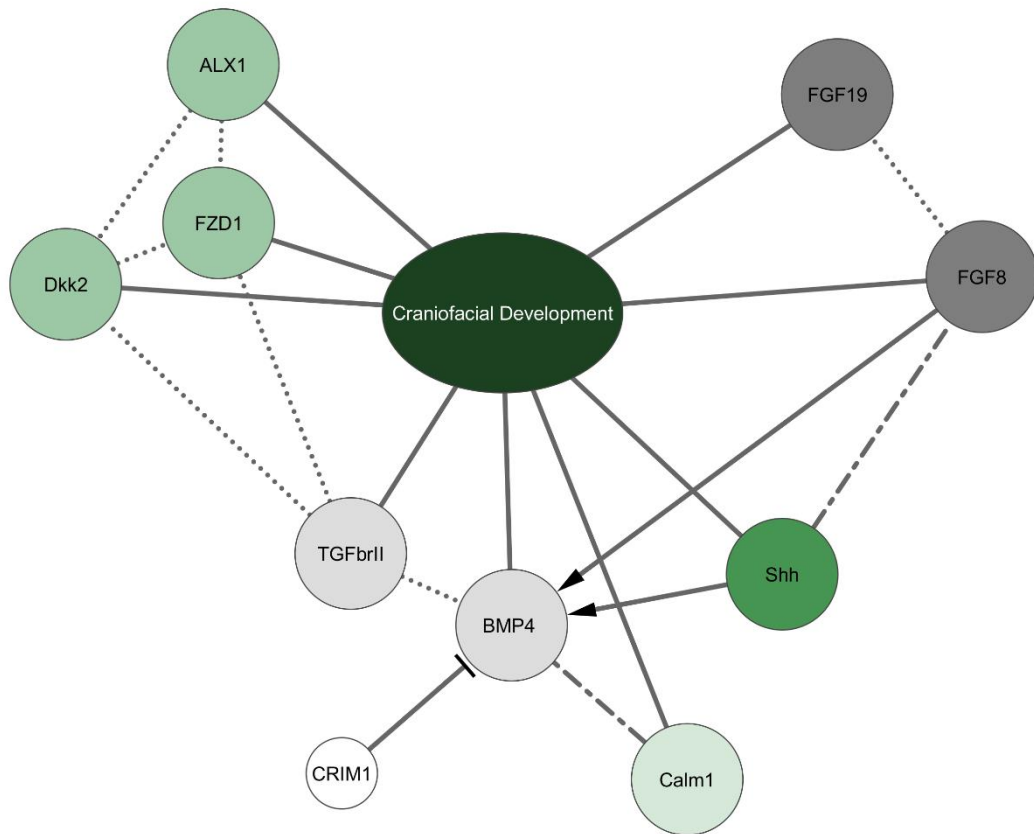 ALX1
FGF19
FZD1
Dkk2
FGF8
Craniofacial Development
TGfbrII
Shh
BMP4
CRIM1
Calm1